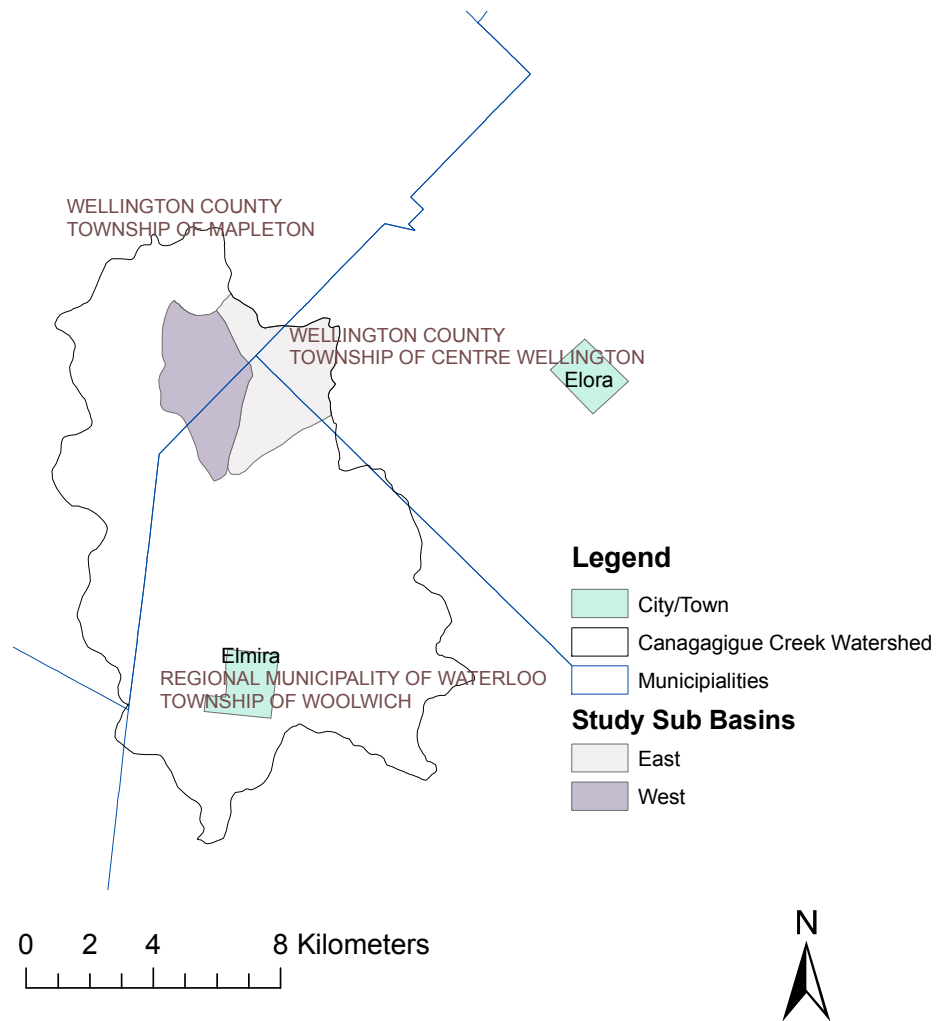 WELLINGTON COUNTY
TOWNSHIP OF MAPLETON
WELLINGTON COUNTY
TOWNSHIP OF CENTRE WELLINGTON
Elora
Elmira
REGIONAL MUNICIPALITY OF WATERLOO
TOWNSHIP OF WOOLWICH
Legend
City/Town
Canagagigue Creek Watershed
Municipialities
Study Sub Basins
East
West
0 2 4 8 Kilometers
N